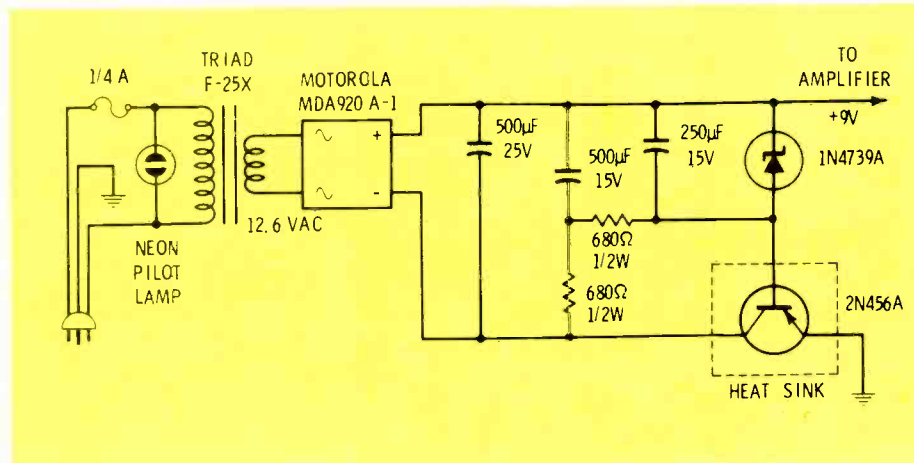 1/4 A
TRIAD
F-25X
MOTOROLA
MDA920 A-1
TO
AMPLIFIER
+9V
+
-
500µF
25V
500µF
15V
250µF
15V
1N4739A
12.6 VAC
NEON
PILOT
LAMP
680Ω
1/2W
680Ω
1/2W
2N456A
HEAT SINK